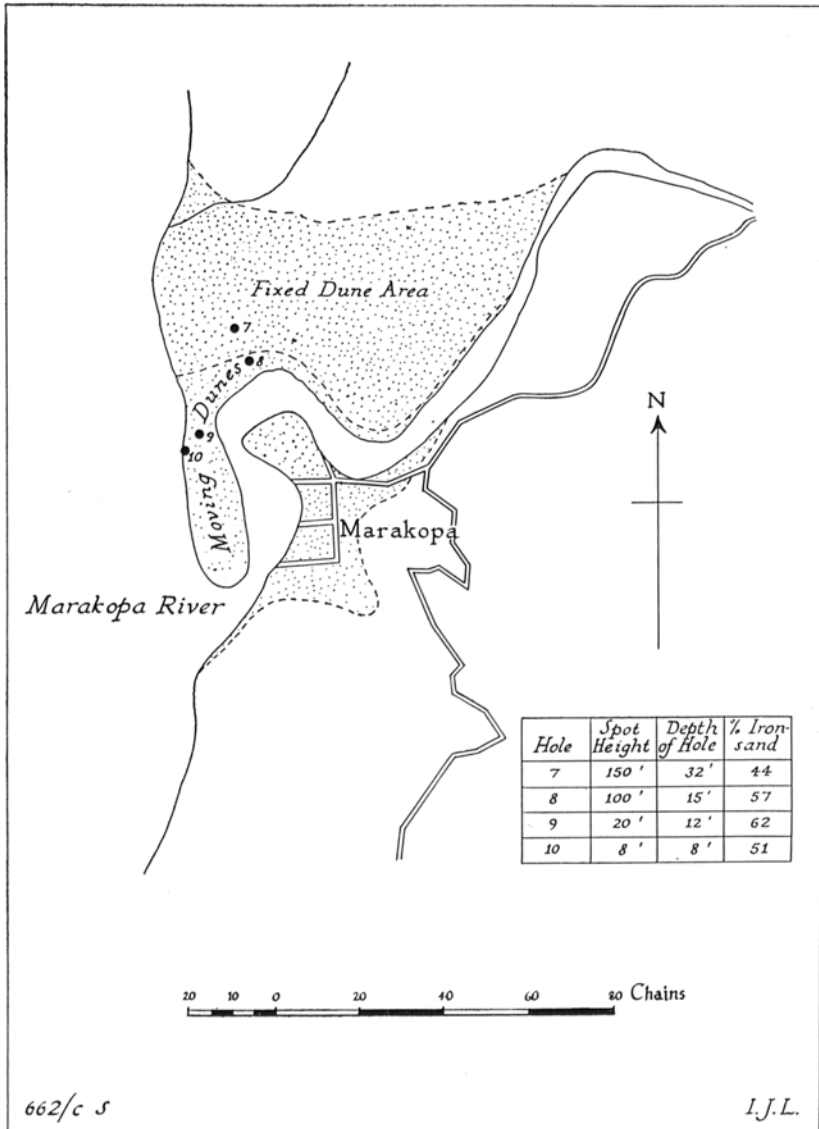 Fixed Dune Area
7
8
Moving Dunes
9
10
N
Marakopa
Marakopa River
Hole Spot Height Depth of Hole % Iron-sand
7 150 ' 32 ' 44
8 100 ' 15 ' 57
9 20 ' 12 ' 62
10 8 ' 8 ' 51
20 10 0 20 40 60 80 Chains
662/c S
I.J.L.